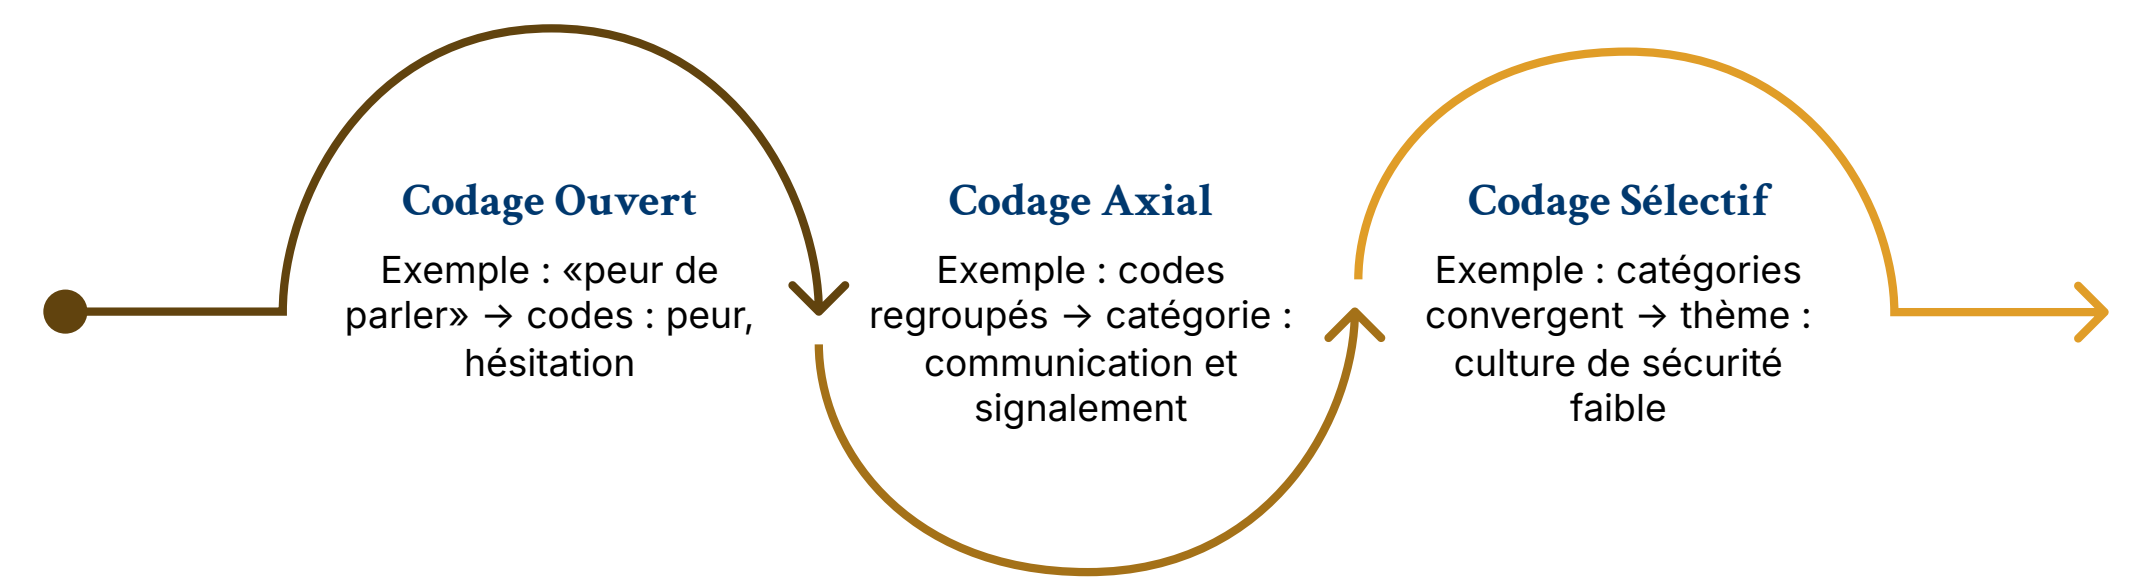 Codage Ouvert
Exemple : «peur de
parler» → codes : peur,
hésitation
Codage Axial
Exemple : codes
regroupés → catégorie :
communication et
signalement
Codage Sélectif
Exemple : catégories
convergent → thème :
culture de sécurité
faible